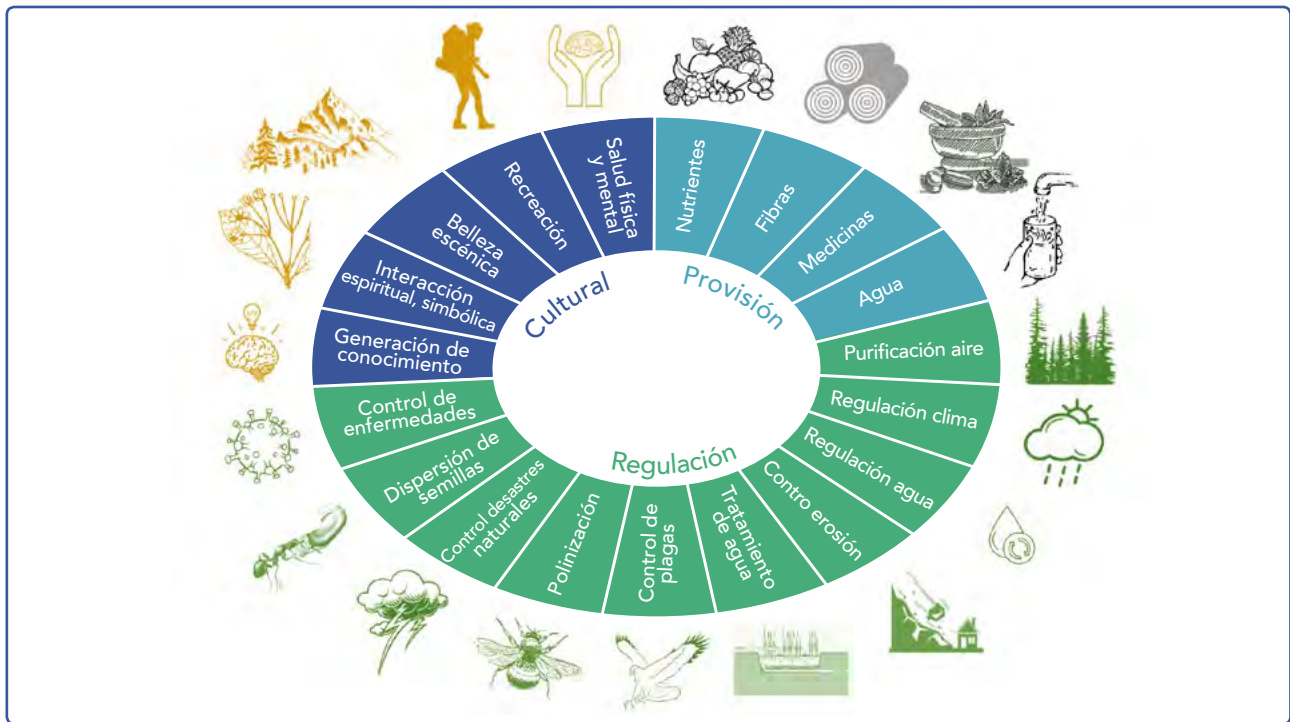 Salud física
y mental
Nutrientes
Fibras
Medicinas
Agua
Purificación aire
Regulación clima
Regulación agua
Contro erosión
Tratamiento
de agua
Control de
plagas
Polinización
Control desastres
naturales
Dispersión de
semillas
Control de
enfermedades
Generación de
conocimiento
Interacción
espiritual, simbólica
Belleza
escénica
Recreación
Cultural
Provisión
Regulación